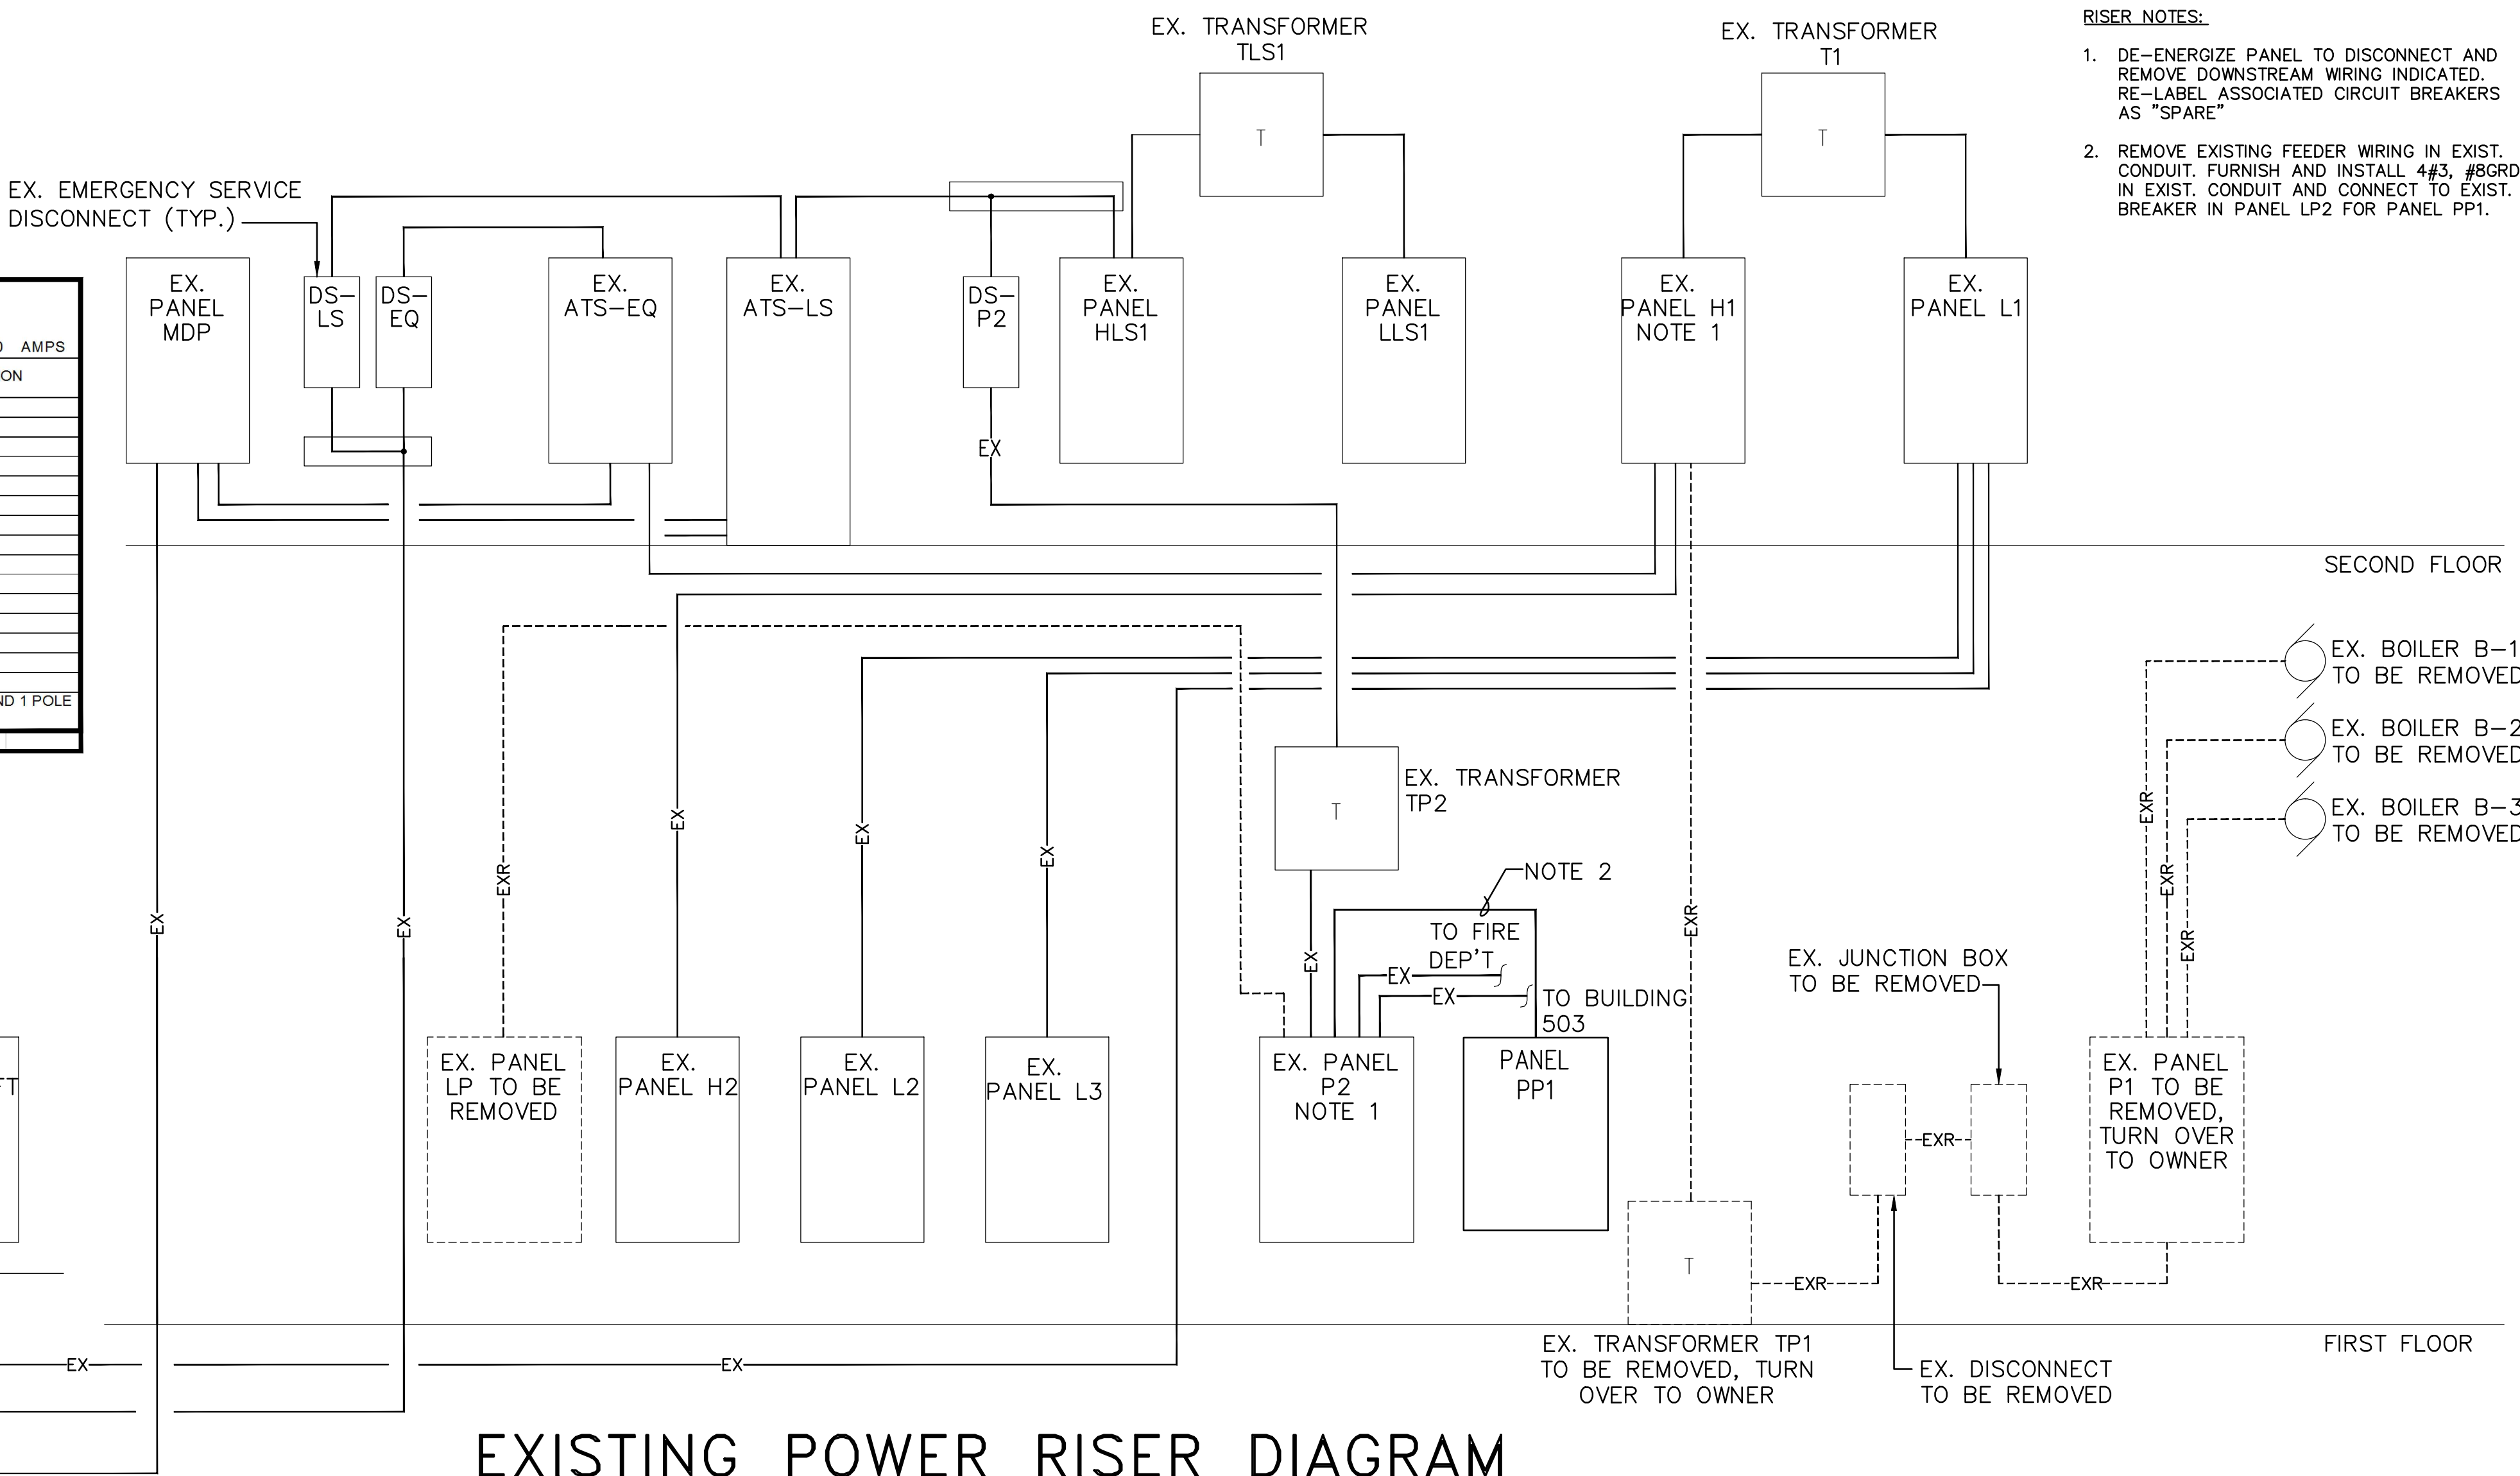 EX. TRANSFORMER
TLS1
T
EX. TRANSFORMER
T1
T
RISER NOTES:
1. DE-ENERGIZE PANEL TO DISCONNECT AND
REMOVE DOWNSTREAM WIRING INDICATED.
RE-LABEL ASSOCIATED CIRCUIT BREAKERS
AS "SPARE"
2. REMOVE EXISTING FEEDER WIRING IN EXIST.
CONDUIT. FURNISH AND INSTALL 4#3, #8GRD
IN EXIST. CONDUIT AND CONNECT TO EXIST.
BREAKER IN PANEL LP2 FOR PANEL PP1.
EX. EMERGENCY SERVICE
DISCONNECT (TYP.)
AMPS
ON
ND 1 POLE
EX.
PANEL
MDP
DS-
LS
DS-
EQ
EX.
ATS-EQ
EX.
ATS-LS
DS-
P2
EX
EX.
PANEL
HLS1
EX.
PANEL
LLS1
EX.
PANEL H1
NOTE 1
EX.
PANEL L1
SECOND FLOOR
EX. BOILER B-1
TO BE REMOVED
EX. BOILER B-2
TO BE REMOVED
EX. BOILER B-3
TO BE REMOVED
EXR
EXR
EXR
EX. TRANSFORMER
TP2
T
NOTE 2
TO FIRE
DEP'T
EX
EX
TO BUILDING
503
EX
EX
EX
EXR
EX
EX
EX
EXR
EX. JUNCTION BOX
TO BE REMOVED
FT
EX. PANEL
LP TO BE
REMOVED
EX.
PANEL H2
EX.
PANEL L2
EX.
PANEL L3
EX. PANEL
P2
NOTE 1
PANEL
PP1
EX. PANEL
P1 TO BE
REMOVED,
TURN OVER
TO OWNER
EXR
T
EXR
EXR
FIRST FLOOR
EX. TRANSFORMER TP1
TO BE REMOVED, TURN
OVER TO OWNER
EX. DISCONNECT
TO BE REMOVED
EX
EX
EXISTING POWER RISER DIAGRAM